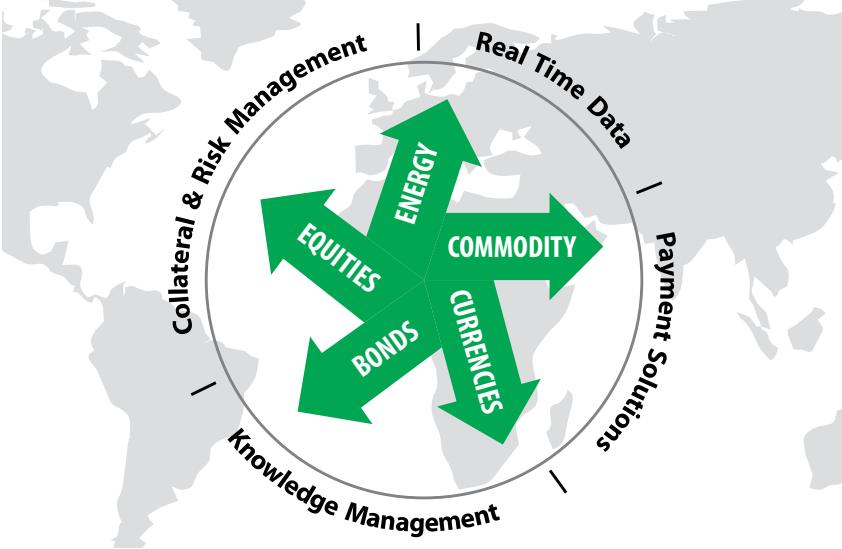 Collateral & Risk Management
Real Time Data
Payment Solutions
Knowledge Management
ENERGY
COMMODITY
CURRENCIES
BONDS
EQUITIES